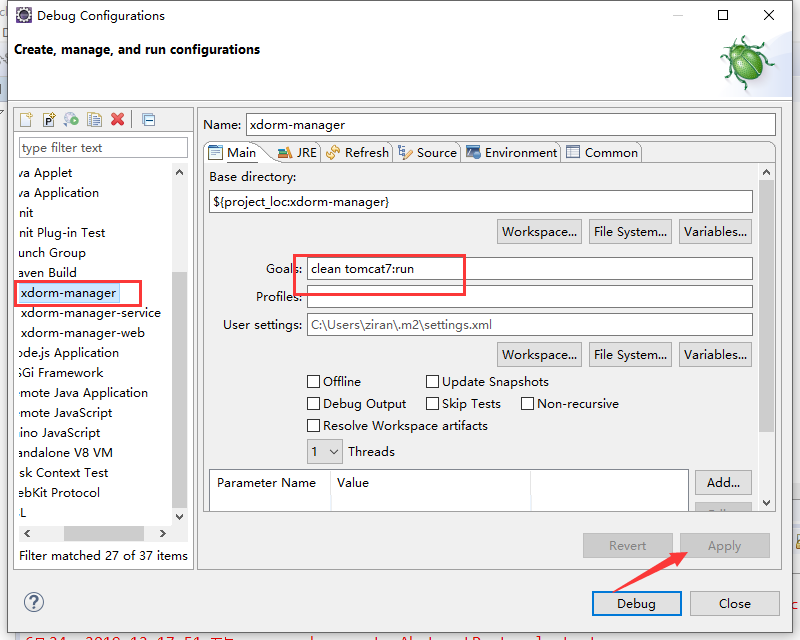 Debug Configurations
Create, manage, and run configurations
type filter text
va Applet
va Application
nit
nit Plug-in Test
unch Group
aven Build
xdorm-manager
xdorm-manager-service
xdorm-manager-web
ode.js Application
Gi Framework
emote Java Application
emote JavaScript
ino JavaScript
andalone V8 VM
sk Context Test
ebKit Protocol
L
Filter matched 27 of 37 items
Name: xdorm-manager
Main JRE Refresh Source Environment Common
Base directory:
${project_loc:xdorm-manager}
Workspace... File System... Variables...
Goals: clean tomcat7:run
Profiles:
User settings: C:\Users\ziran\.m2\settings.xml
Workspace... File System... Variables...
Offline Update Snapshots
Debug Output Skip Tests Non-recursive
Resolve Workspace artifacts
1 Threads
Parameter Name Value Add...
Revert Apply
? Debug Close